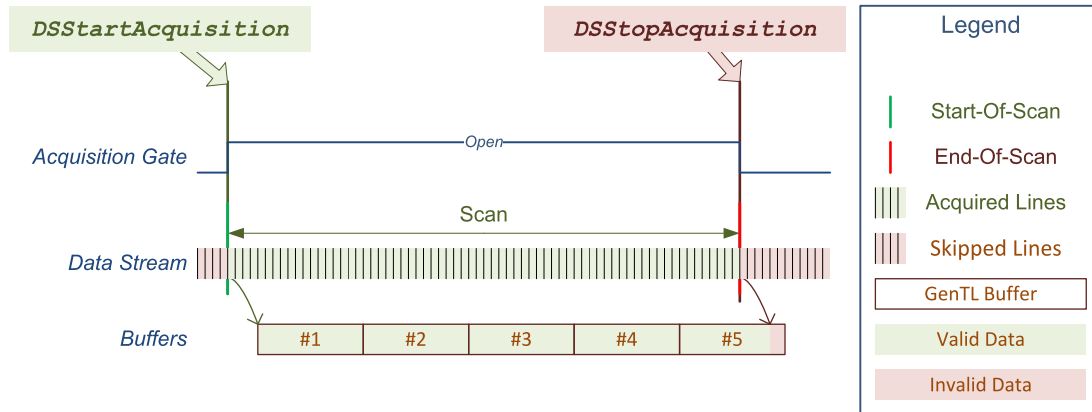 DSStartAcquisition
DSStopAcquisition
Acquisition Gate
Open
Scan
Data Stream
Buffers
#1
#2
#3
#4
#5
Legend
Start-Of-Scan
End-Of-Scan
Acquired Lines
Skipped Lines
GenTL Buffer
Valid Data
Invalid Data